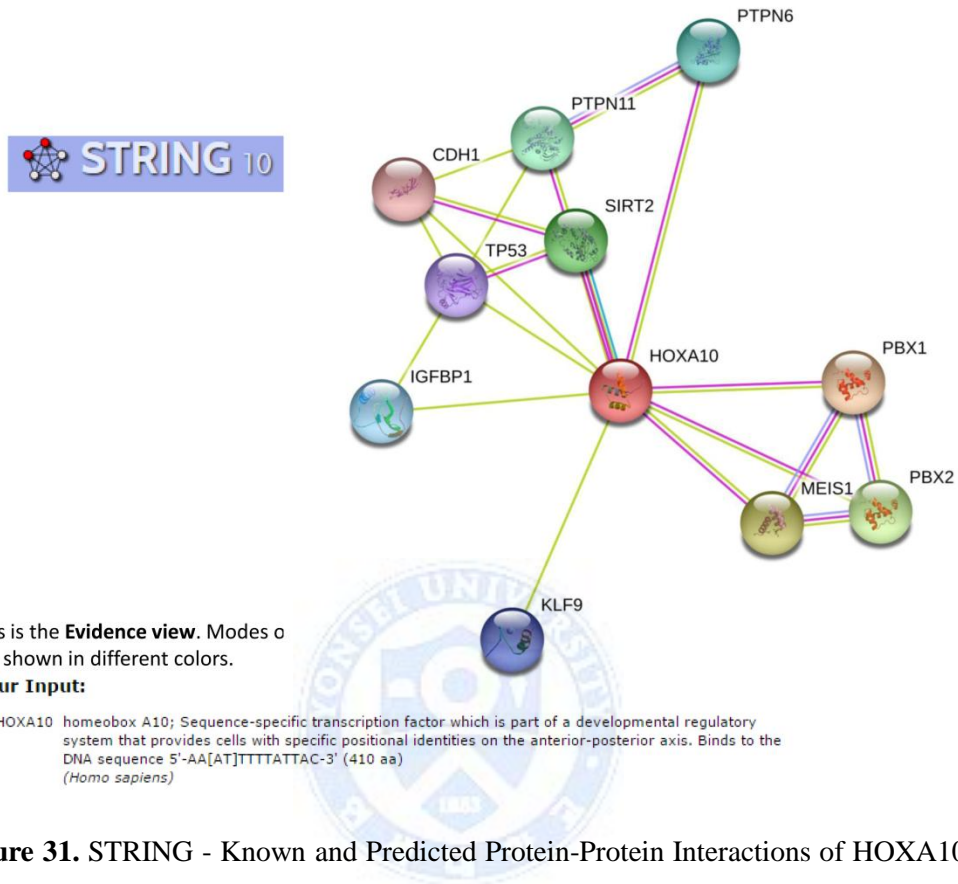 PTPN6
PTPN11
STRING 10
CDH1
SIRT2
TP53
HOXA10
PBX1
IGFBP1
PBX2
MEIS1
KLF9
YONSEI UNIVERSITY
s is the Evidence view. Modes o
shown in different colors.
ur Input:
HOXA10 homeobox A10; Sequence-specific transcription factor which is part of a developmental regulatory
system that provides cells with specific positional identities on the anterior-posterior axis. Binds to the
DNA sequence 5'-AA[AT]TTTTATTAC-3' (410 aa)
(Homo sapiens)
1885
ure 31. STRING - Known and Predicted Protein-Protein Interactions of HOXA10